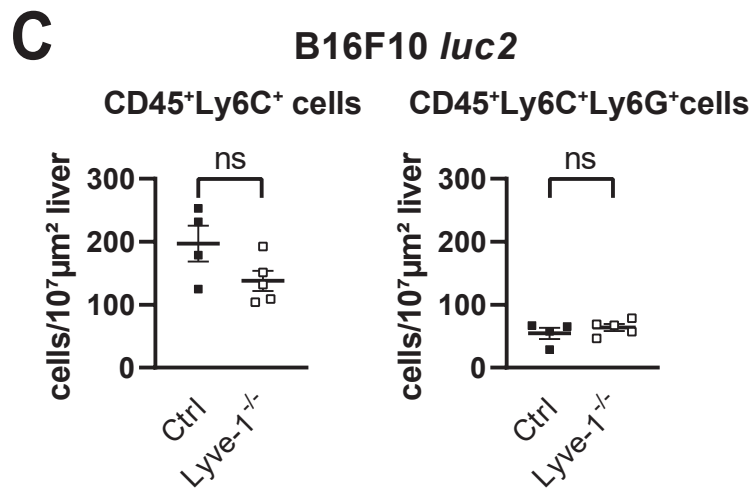 C
B16F10 luc2
CD45⁺Ly6C⁺ cells
cells/10⁷µm² liver
300
200
100
0
ns
Ctrl
Lyve-1⁻/⁻
CD45⁺Ly6C⁺Ly6G⁺cells
cells/10⁷µm² liver
300
200
100
0
ns
Ctrl
Lyve-1⁻/⁻